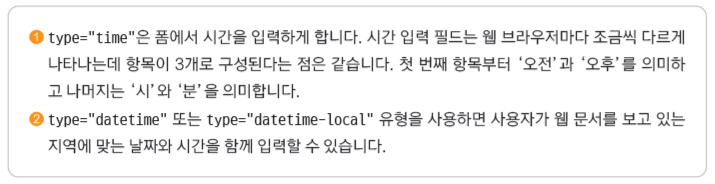 ① type="time"은 폼에서 시간을 입력하게 합니다. 시간 입력 필드는 웹 브라우저마다 조금씩 다르게
나타나는데 항목이 3개로 구성된다는 점은 같습니다. 첫 번째 항목부터 ‘오전’과 ‘오후’를 의미하
고 나머지는 ‘시’와 ‘분’을 의미합니다.
② type="datetime" 또는 type="datetime-local" 유형을 사용하면 사용자가 웹 문서를 보고 있는
지역에 맞는 날짜와 시간을 함께 입력할 수 있습니다.